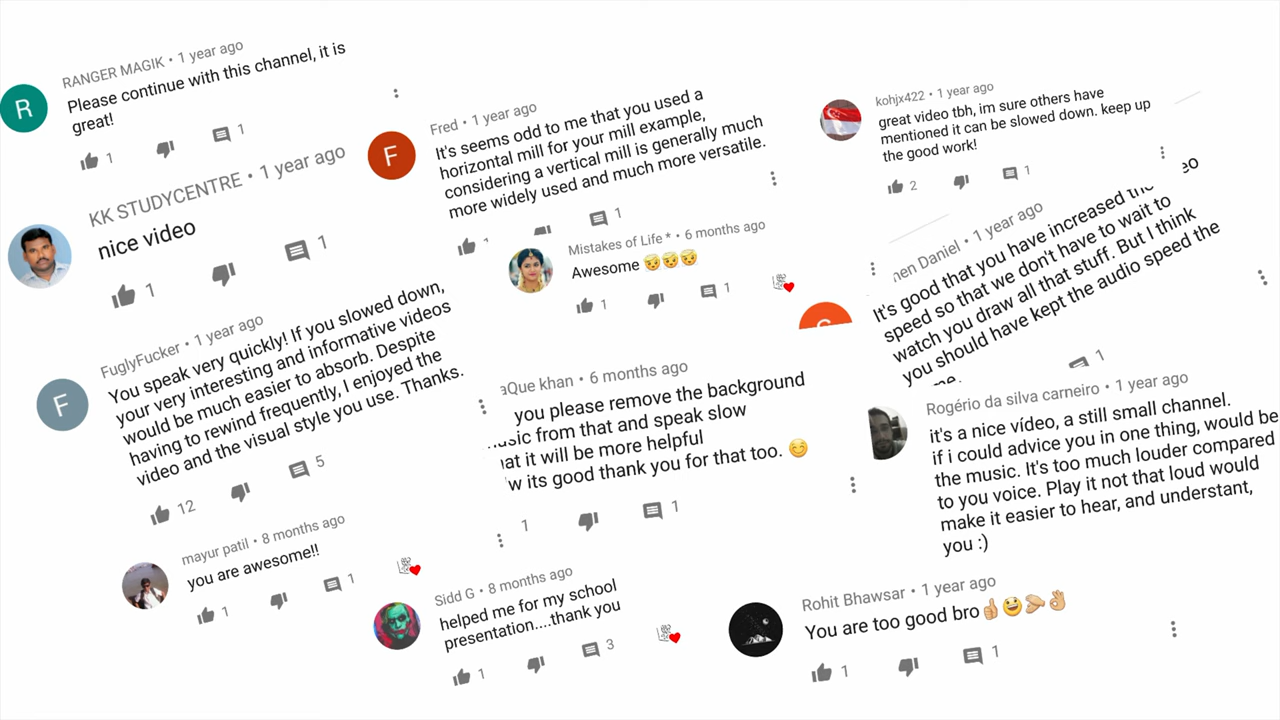 RANGER MAGIK • 1 year ago
Please continue with this channel, it is
great!
1
1
R
KK STUDYCENTRE • 1 year ago
nice video
1
1
FuglyFucker • 1 year ago
You speak very quickly! If you slowed down,
your very interesting and informative videos
would be much easier to absorb. Despite
having to rewind frequently, I enjoyed the
video and the visual style you use. Thanks.
F
12
5
mayur patil • 8 months ago
you are awesome!!
1
1
Fred • 1 year ago
It's seems odd to me that you used a
horizontal mill for your mill example,
considering a vertical mill is generally much
more widely used and much more versatile.
F
1
Mistakes of Life * • 6 months ago
Awesome 😇😇😇
1
1
aQue khan • 6 months ago
you please remove the background
from that and speak slow
it will be more helpful
its good thank you for that too. 😊
1
1
Sidd G • 8 months ago
helped me for my school
presentation....thank you
1
3
kohjx422 • 1 year ago
great video tbh, im sure others have
mentioned it can be slowed down. keep up
the good work!
2
1
Daniel • 1 year ago
It's good that you have increased the
speed so that we don't have to wait to
watch you draw all that stuff. But I think
you should have kept the audio speed the
1
Rogério da silva carneiro • 1 year ago
it's a nice vídeo, a still small channel.
if i could advice you in one thing, would be
the music. It's too much louder compared
to you voice. Play it not that loud would
make it easier to hear, and understant,
you :)
Rohit Bhawsar • 1 year ago
You are too good bro👍😃👏👌
1
1